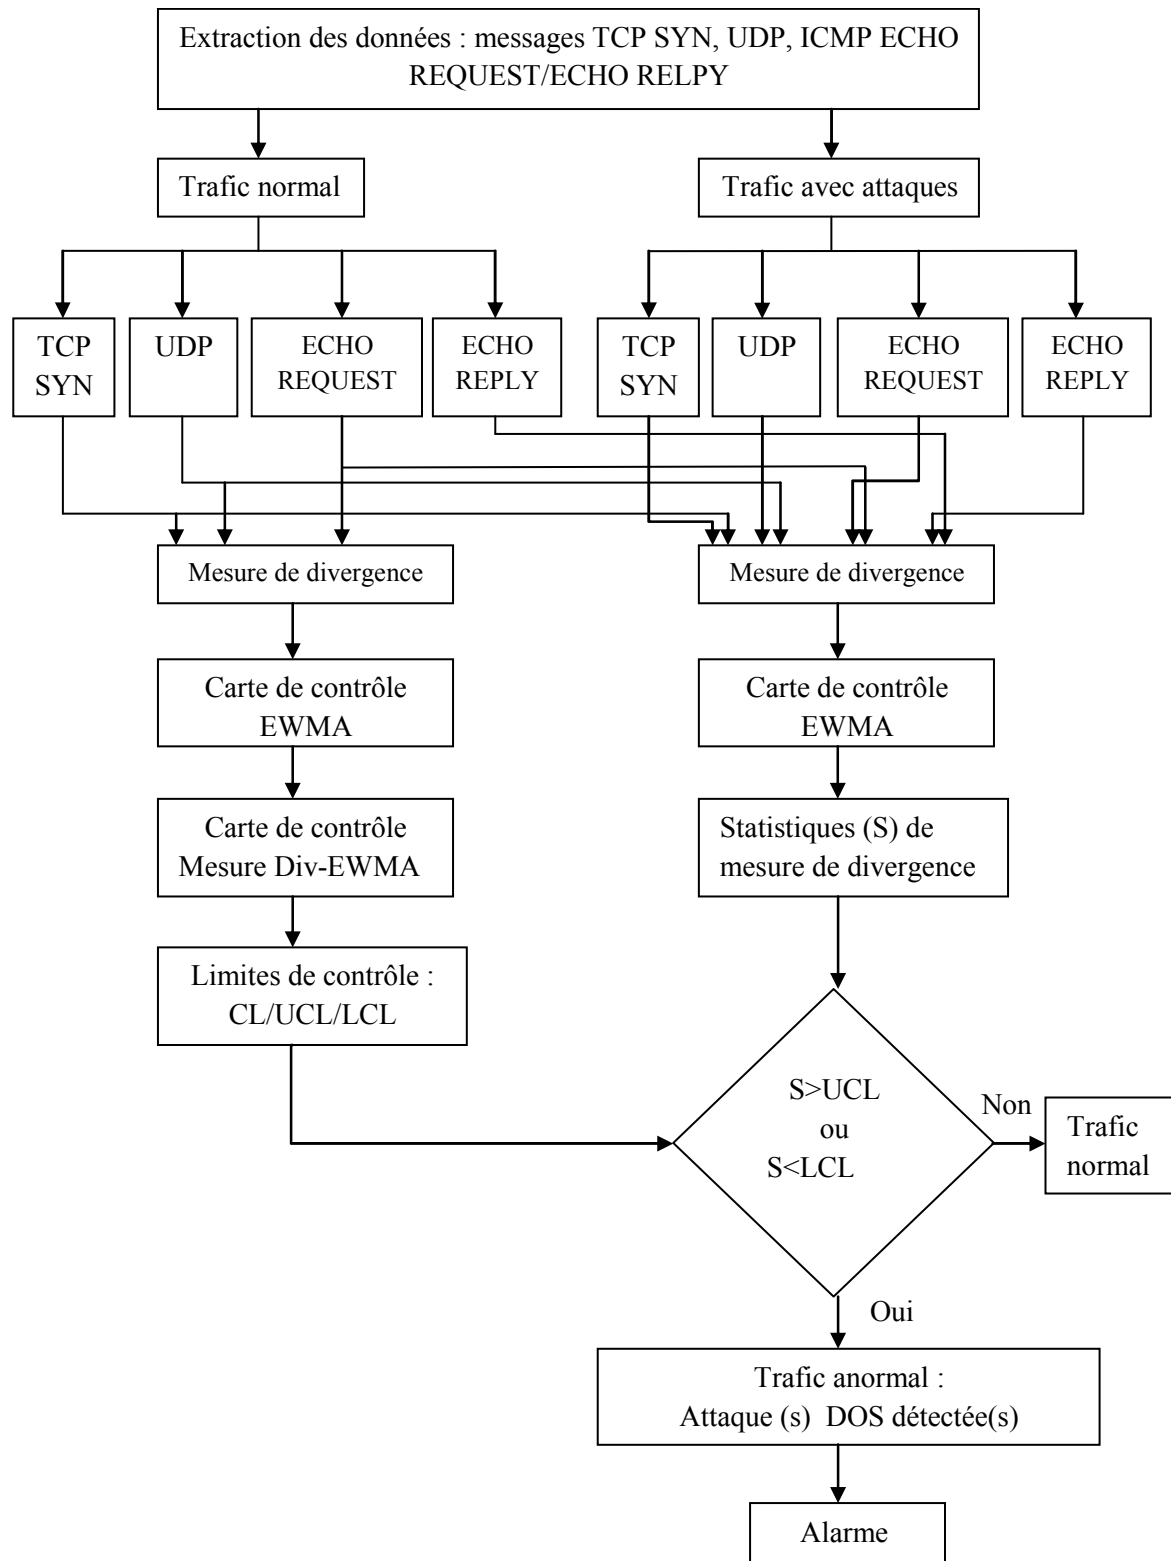 Extraction des données : messages TCP SYN, UDP, ICMP ECHO
REQUEST/ECHO RELPY
Trafic normal
Trafic avec attaques
TCP
SYN
UDP
ECHO
REQUEST
ECHO
REPLY
TCP
SYN
UDP
ECHO
REQUEST
ECHO
REPLY
Mesure de divergence
Mesure de divergence
Carte de contrôle
EWMA
Carte de contrôle
EWMA
Carte de contrôle
Mesure Div-EWMA
Statistiques (S) de
mesure de divergence
Limites de contrôle :
CL/UCL/LCL
S>UCL
ou
S<LCL
Non
Trafic
normal
Oui
Trafic anormal :
Attaque (s) DOS détectée(s)
Alarme